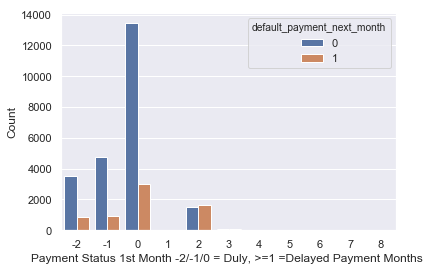 14000
12000
10000
8000
6000
4000
2000
0
Count
default_payment_next_month
0
1
-2 -1 0 1 2 3 4 5 6 7 8
Payment Status 1st Month -2/-1/0 = Duly, >=1 =Delayed Payment Months